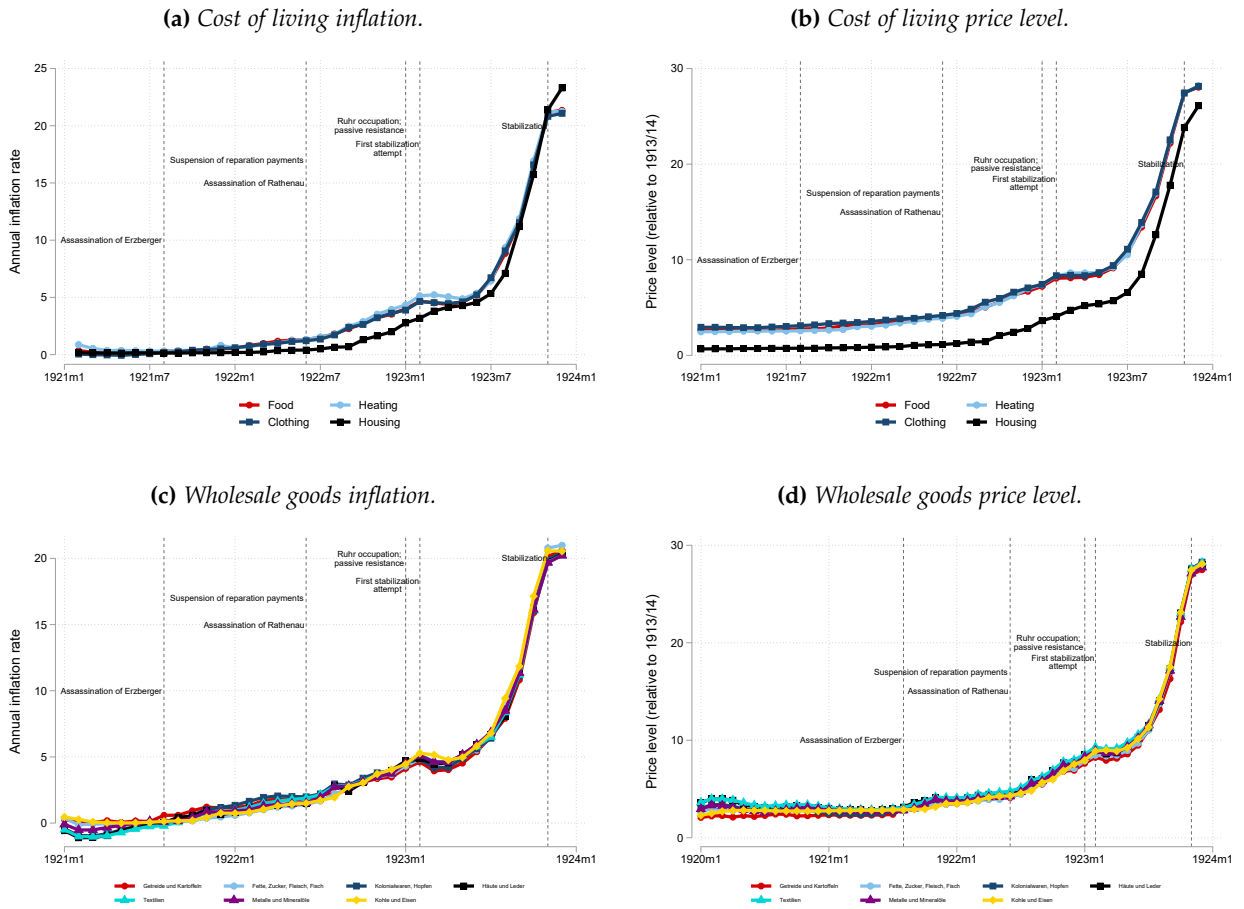 (a) Cost of living inflation.
Annual inflation rate
25
20
15
10
5
0
Ruhr occupation;
passive resistance
First stabilization
attempt
Stabilization
Suspension of reparation payments
Assassination of Rathenau
Assassination of Erzberger
1921m1 1921m7 1922m1 1922m7 1923m1 1923m7 1924m1
Food Heating
Clothing Housing
(b) Cost of living price level.
Price level (relative to 1913/14)
30
20
10
0
Ruhr occupation;
passive resistance
First stabilization
attempt
Stabilization
Suspension of reparation payments
Assassination of Rathenau
Assassination of Erzberger
1921m1 1921m7 1922m1 1922m7 1923m1 1923m7 1924m1
Food Heating
Clothing Housing
(c) Wholesale goods inflation.
Annual inflation rate
20
15
10
5
0
Ruhr occupation;
passive resistance
First stabilization
attempt
Stabilization
Suspension of reparation payments
Assassination of Rathenau
Assassination of Erzberger
1921m1 1922m1 1923m1 1924m1
Getreide und Kartoffeln Fette, Zucker, Fleisch, Fisch Kolonialwaren, Hopfen Häute und Leder
Textilien Metalle und Mineralöle Kohle und Eisen
(d) Wholesale goods price level.
Price level (relative to 1913/14)
30
20
10
0
Ruhr occupation;
passive resistance
First stabilization
attempt
Stabilization
Suspension of reparation payments
Assassination of Rathenau
Assassination of Erzberger
1920m1 1921m1 1922m1 1923m1 1924m1
Getreide und Kartoffeln Fette, Zucker, Fleisch, Fisch Kolonialwaren, Hopfen Häute und Leder
Textilien Metalle und Mineralöle Kohle und Eisen